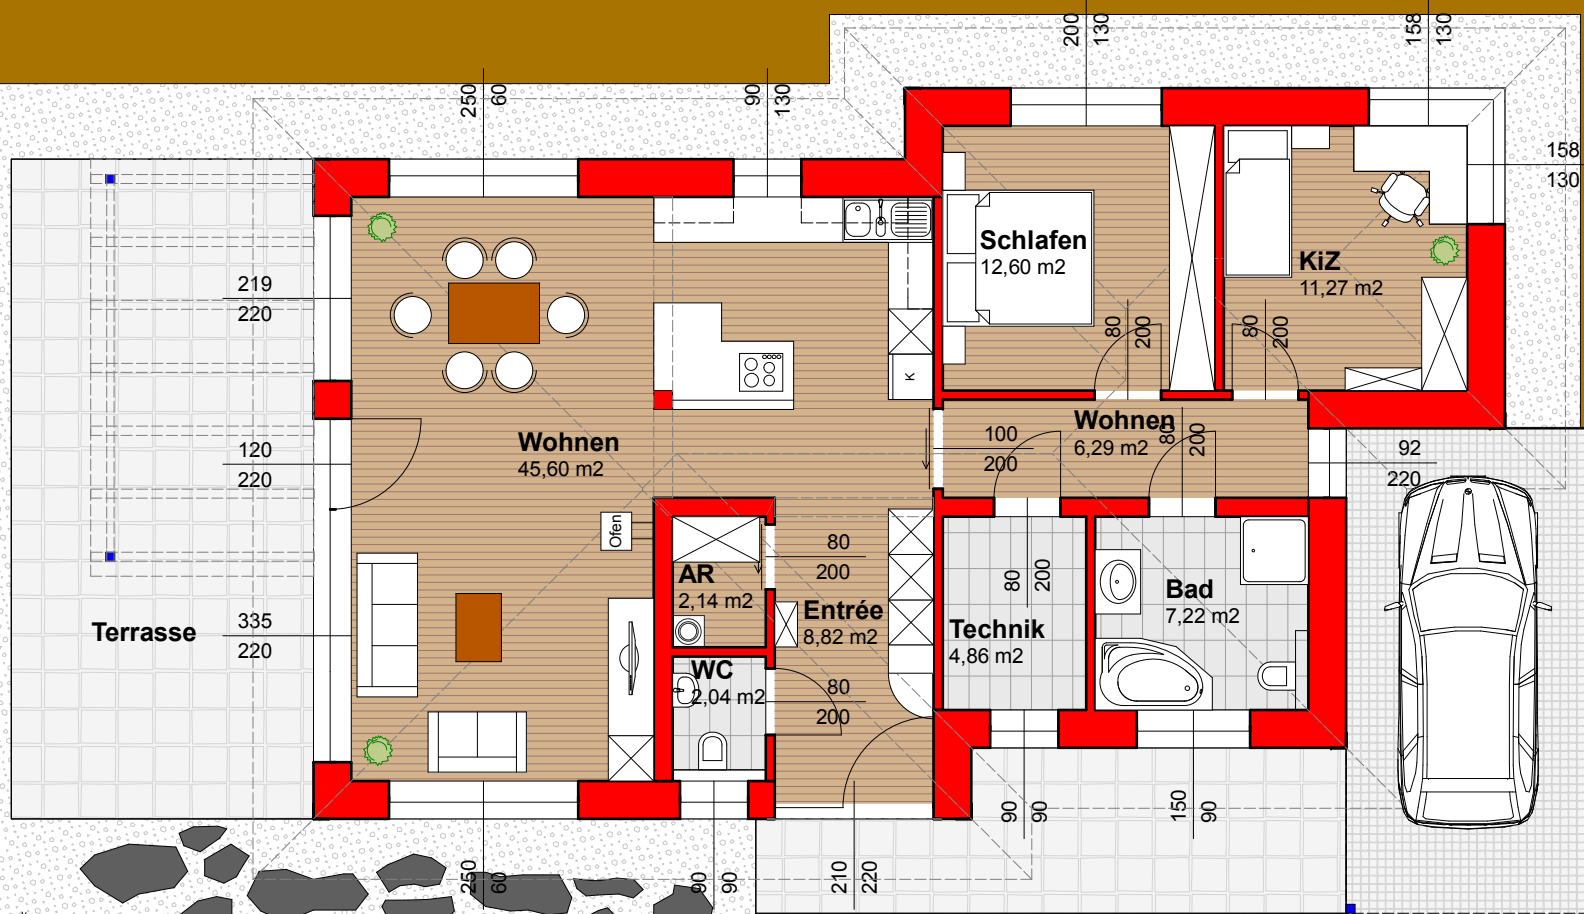 200
130
158
130
250
60
90
130
158
130
Schlafen
12,60 m2
KiZ
11,27 m2
219
220
80
200
80
200
K
120
220
Wohnen
45,60 m2
100
200
Wohnen
6,29 m2
80
200
92
220
Ofen
80
200
AR
2,14 m2
Entrée
8,82 m2
80
200
Technik
4,86 m2
Bad
7,22 m2
Terrasse
335
220
WC
2,04 m2
80
200
90
90
150
90
250
60
90
90
210
220